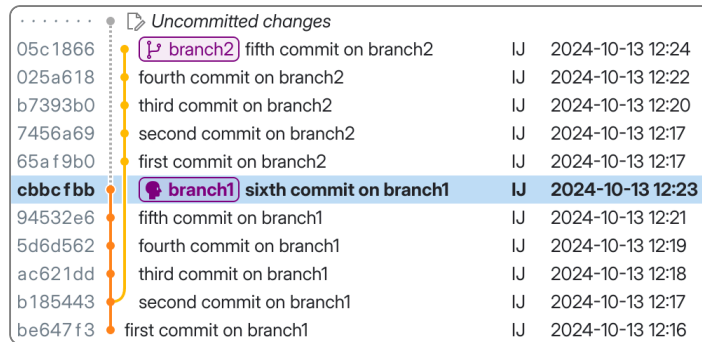 Uncommitted changes
05c1866 branch2 fifth commit on branch2 IJ 2024-10-13 12:24
025a618 fourth commit on branch2 IJ 2024-10-13 12:22
b7393b0 third commit on branch2 IJ 2024-10-13 12:20
7456a69 second commit on branch2 IJ 2024-10-13 12:17
65af9b0 first commit on branch2 IJ 2024-10-13 12:17
cbbcfbb branch1 sixth commit on branch1 IJ 2024-10-13 12:23
94532e6 fifth commit on branch1 IJ 2024-10-13 12:21
5d6d562 fourth commit on branch1 IJ 2024-10-13 12:19
ac621dd third commit on branch1 IJ 2024-10-13 12:18
b185443 second commit on branch1 IJ 2024-10-13 12:17
be647f3 first commit on branch1 IJ 2024-10-13 12:16